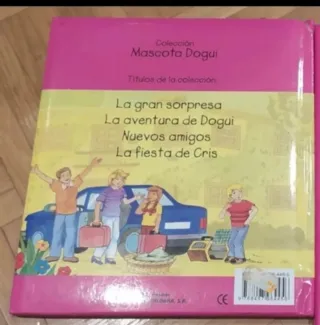 Colección
Mascota Dogui
Títulos de la colección:
La gran sorpresa
La aventura de Dogui
Nuevos amigos
La fiesta de Cris
S.A.
CE